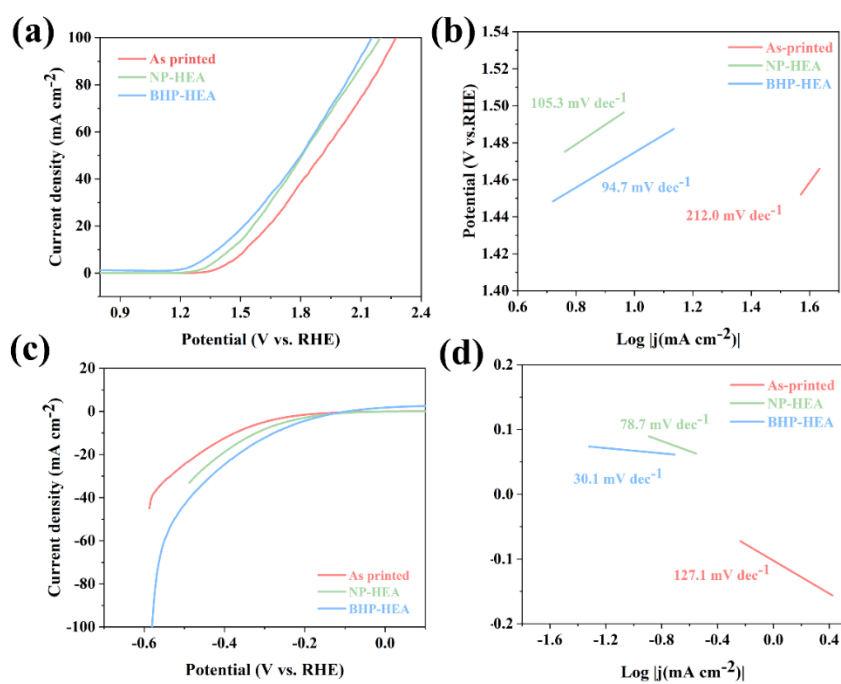 (a)
As printed
NP-HEA
BHP-HEA
Current density (mA cm⁻²)
100
80
60
40
20
0
0.9
1.2
1.5
1.8
2.1
2.4
Potential (V vs. RHE)
(b)
As-printed
NP-HEA
BHP-HEA
105.3 mV dec⁻¹
94.7 mV dec⁻¹
212.0 mV dec⁻¹
Potential (V vs.RHE)
1.54
1.52
1.50
1.48
1.46
1.44
1.42
1.40
0.6
0.8
1.0
1.2
1.4
1.6
1.8
Log |j(mA cm⁻²)|
(c)
Current density (mA cm⁻²)
20
0
-20
-40
-60
-80
-100
As printed
NP-HEA
BHP-HEA
-0.6
-0.4
-0.2
0.0
Potential (V vs. RHE)
(d)
As-printed
NP-HEA
BHP-HEA
78.7 mV dec⁻¹
30.1 mV dec⁻¹
127.1 mV dec⁻¹
0.2
0.1
0.0
-0.1
-0.2
-1.6
-1.2
-0.8
-0.4
0.0
0.4
Log |j(mA cm⁻²)|